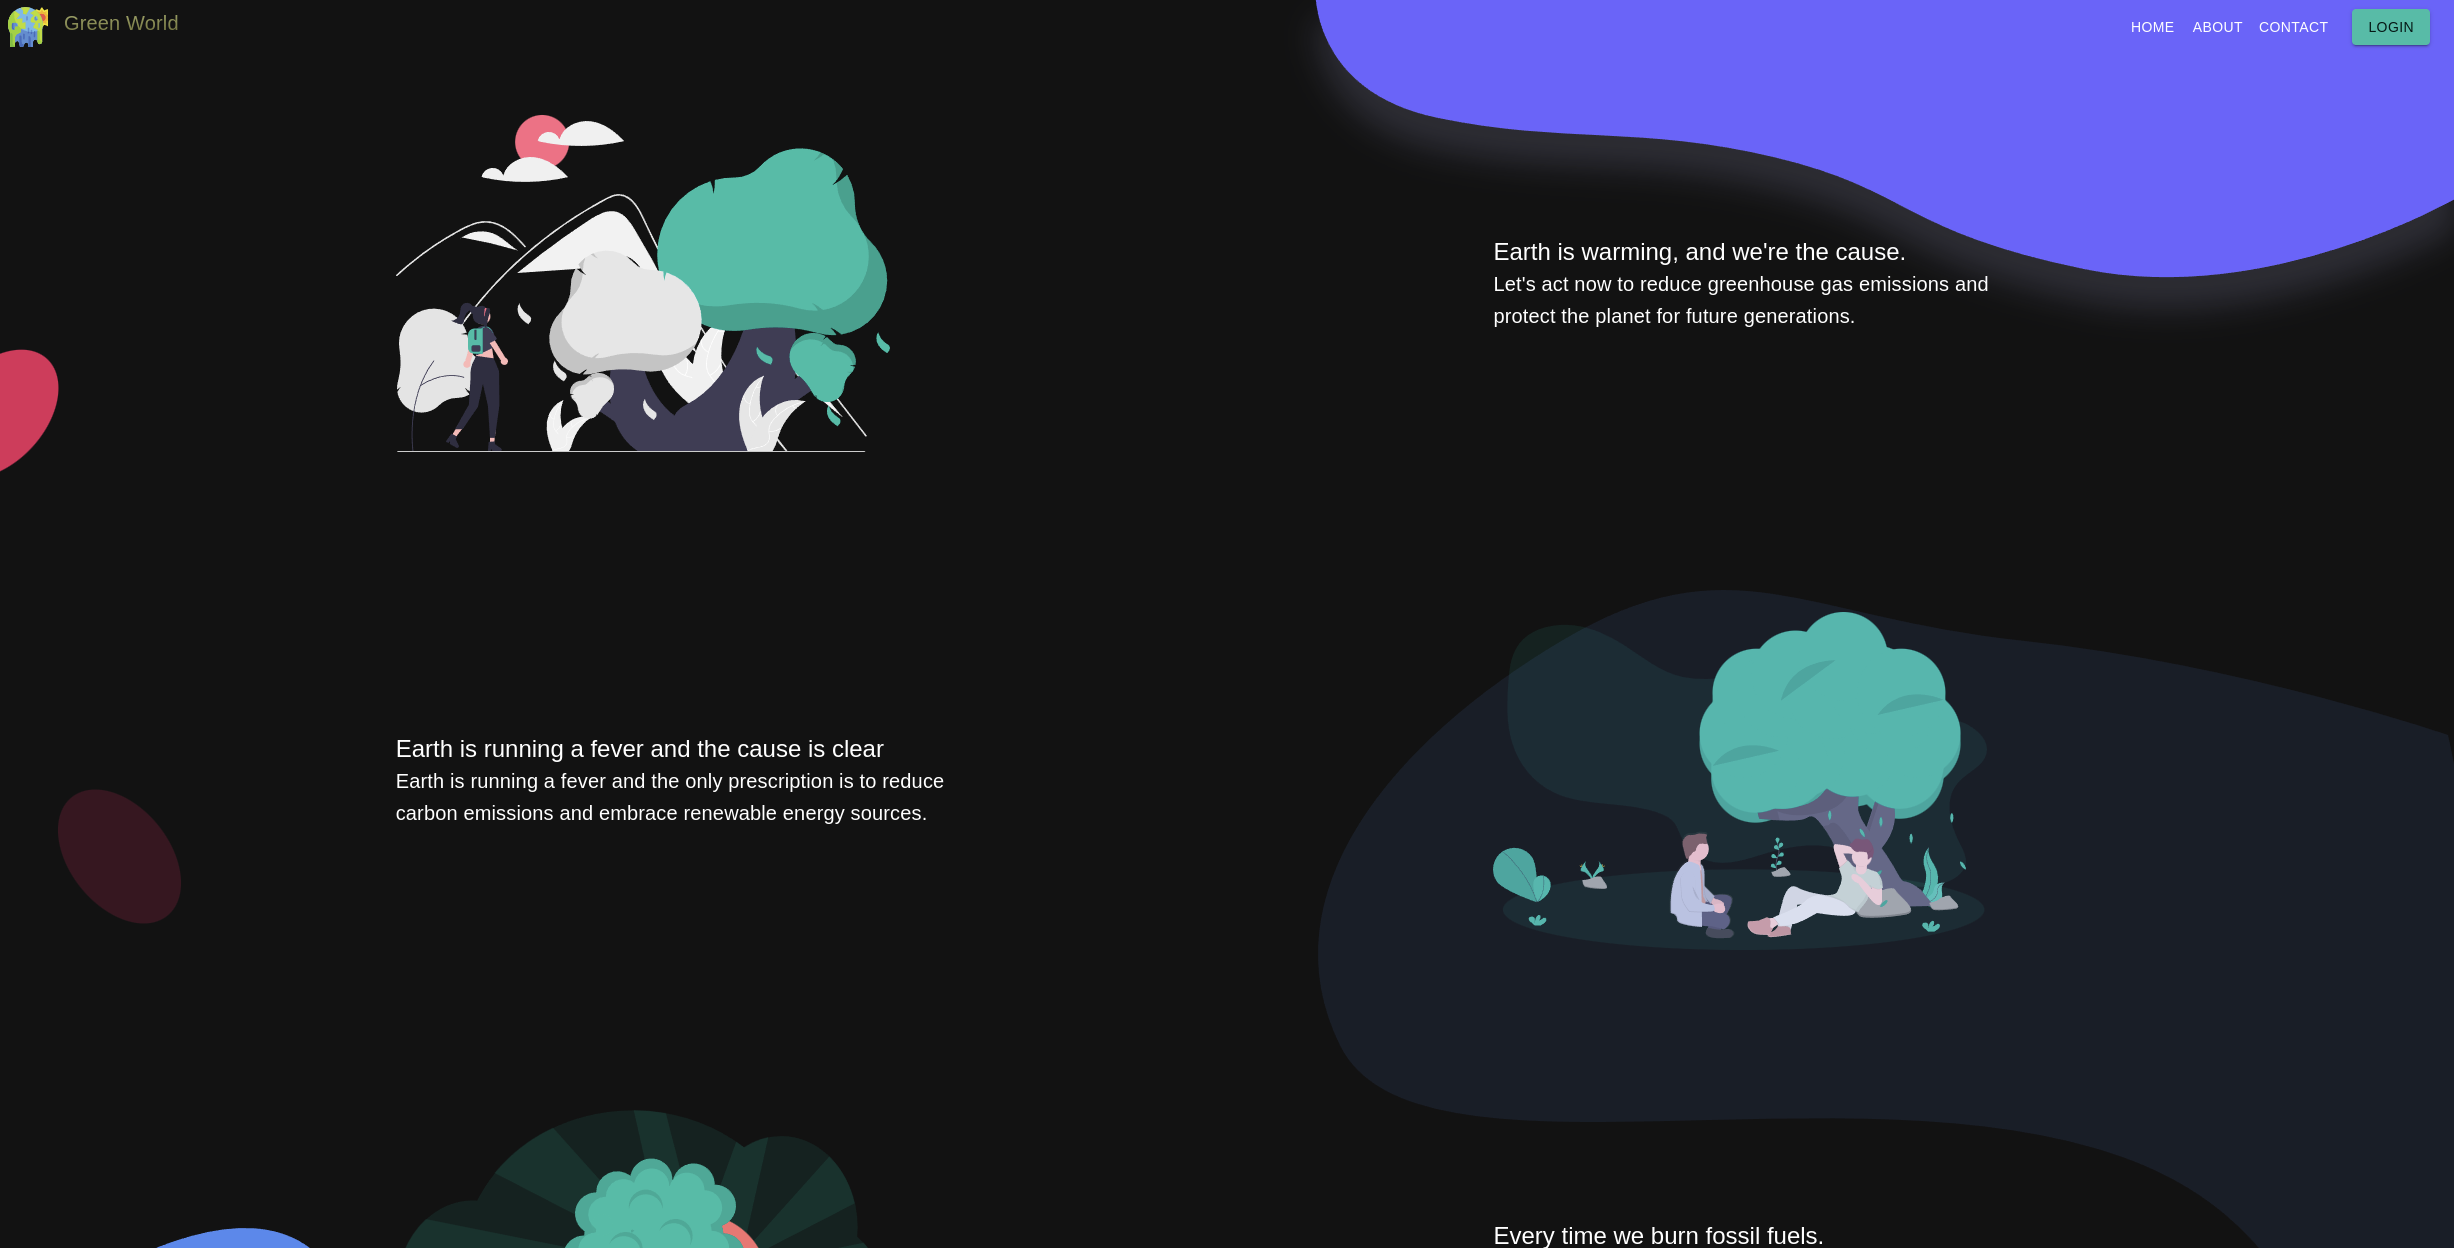 Green World
HOME
ABOUT
CONTACT
LOGIN
Earth is warming, and we're the cause.
Let's act now to reduce greenhouse gas emissions and
protect the planet for future generations.
Earth is running a fever and the cause is clear
Earth is running a fever and the only prescription is to reduce
carbon emissions and embrace renewable energy sources.
Every time we burn fossil fuels.